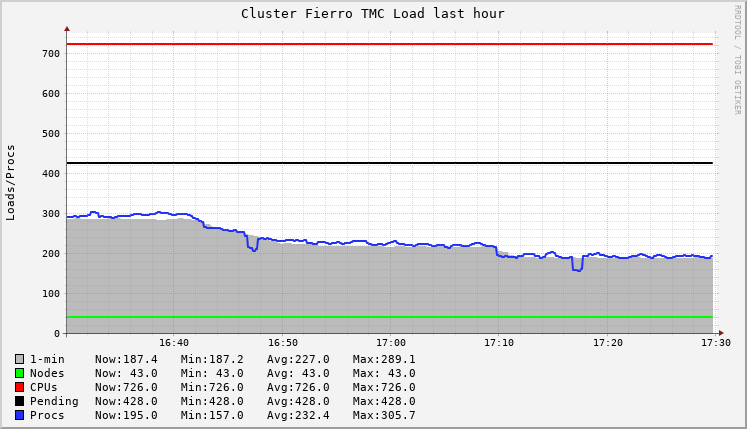 Cluster Fierro TMC Load last hour
RRDTOOL / TOBI OETIKER
Loads/Procs
700
600
500
400
300
200
100
0
16:40 16:50 17:00 17:10 17:20 17:30
1-min Now:187.4 Min:187.2 Avg:227.0 Max:289.1
Nodes Now: 43.0 Min: 43.0 Avg: 43.0 Max: 43.0
CPUs Now:726.0 Min:726.0 Avg:726.0 Max:726.0
Pending Now:428.0 Min:428.0 Avg:428.0 Max:428.0
Procs Now:195.0 Min:157.0 Avg:232.4 Max:305.7